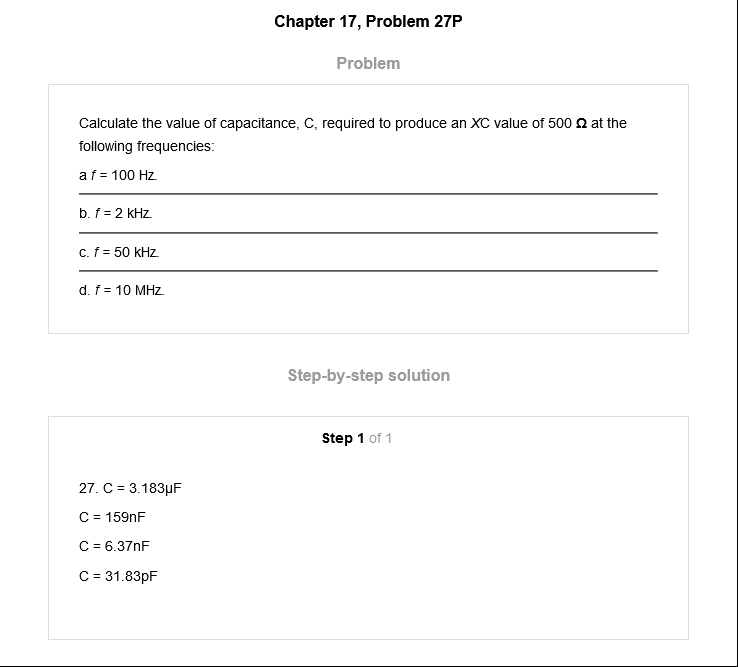 Chapter 17, Problem 27P
Problem
Calculate the value of capacitance, C, required to produce an XC value of 500 Ω at the
following frequencies:
a f = 100 Hz.
b. f = 2 kHz.
c. f = 50 kHz.
d. f = 10 MHz.
Step-by-step solution
Step 1 of 1
27. C = 3.183μF
C = 159nF
C = 6.37nF
C = 31.83pF